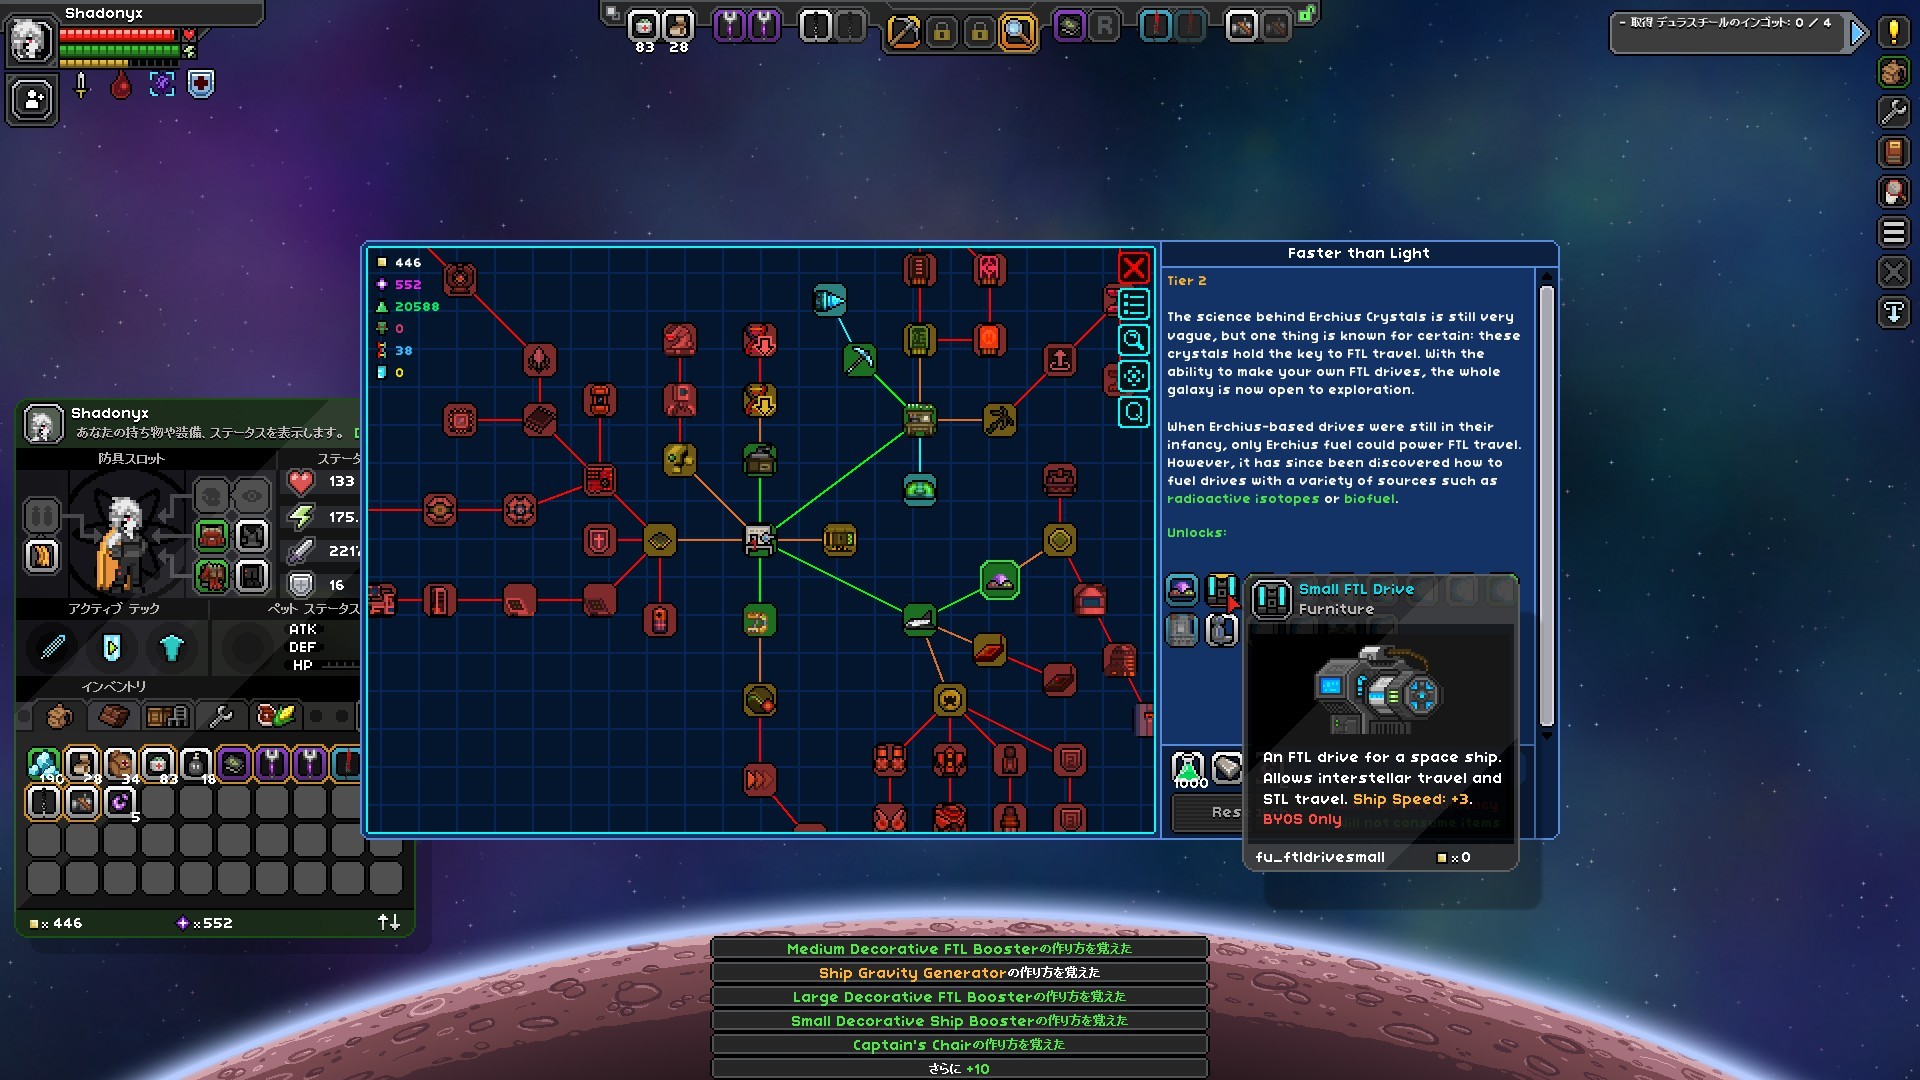 Shadonyx
83
28
R
- 取得 デュラスチールのインゴット: 0 / 4
446
552
20588
0
38
0
Q
Faster than Light
Tier 2
The science behind Erchius Crystals is still very
vague, but one thing is known for certain: these
crystals hold the key to FTL travel. With the
ability to make your own FTL drives, the whole
galaxy is now open to exploration.
When Erchius-based drives were still in their
infancy, only Erchius fuel could power FTL travel.
However, it has since been discovered how to
fuel drives with a variety of sources such as
radioactive isotopes or biofuel.
Unlocks:
Small FTL Drive
Furniture
An FTL drive for a space ship.
Allows interstellar travel and
STL travel. Ship Speed: +3.
BYOS Only
fu_ftldrivesmall
x0
1000
Shadonyx
あなたの持ち物や装備、ステータスを表示します。
防具スロット
ステータ
133
175.
16
アクティブ テック
ペット ステータス
ATK
DEF
HP
インベントリ
190
28
34
83
18
5
x 446
x 552
Medium Decorative FTL Boosterの作り方を覚えた
Ship Gravity Generatorの作り方を覚えた
Large Decorative FTL Boosterの作り方を覚えた
Small Decorative Ship Boosterの作り方を覚えた
Captain's Chairの作り方を覚えた
さらに +10